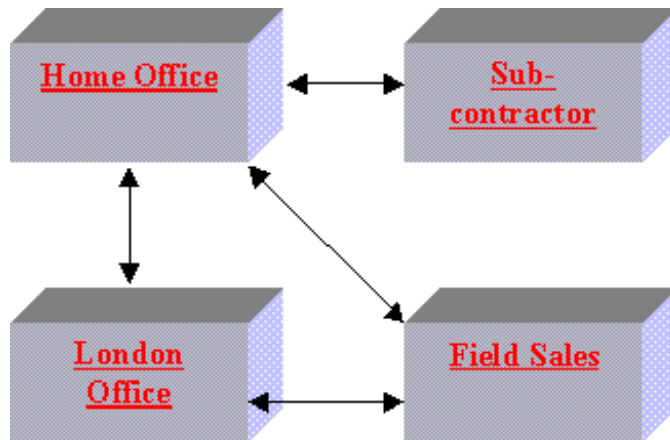 Home Office
Sub-
contractor
London
Office
Field Sales